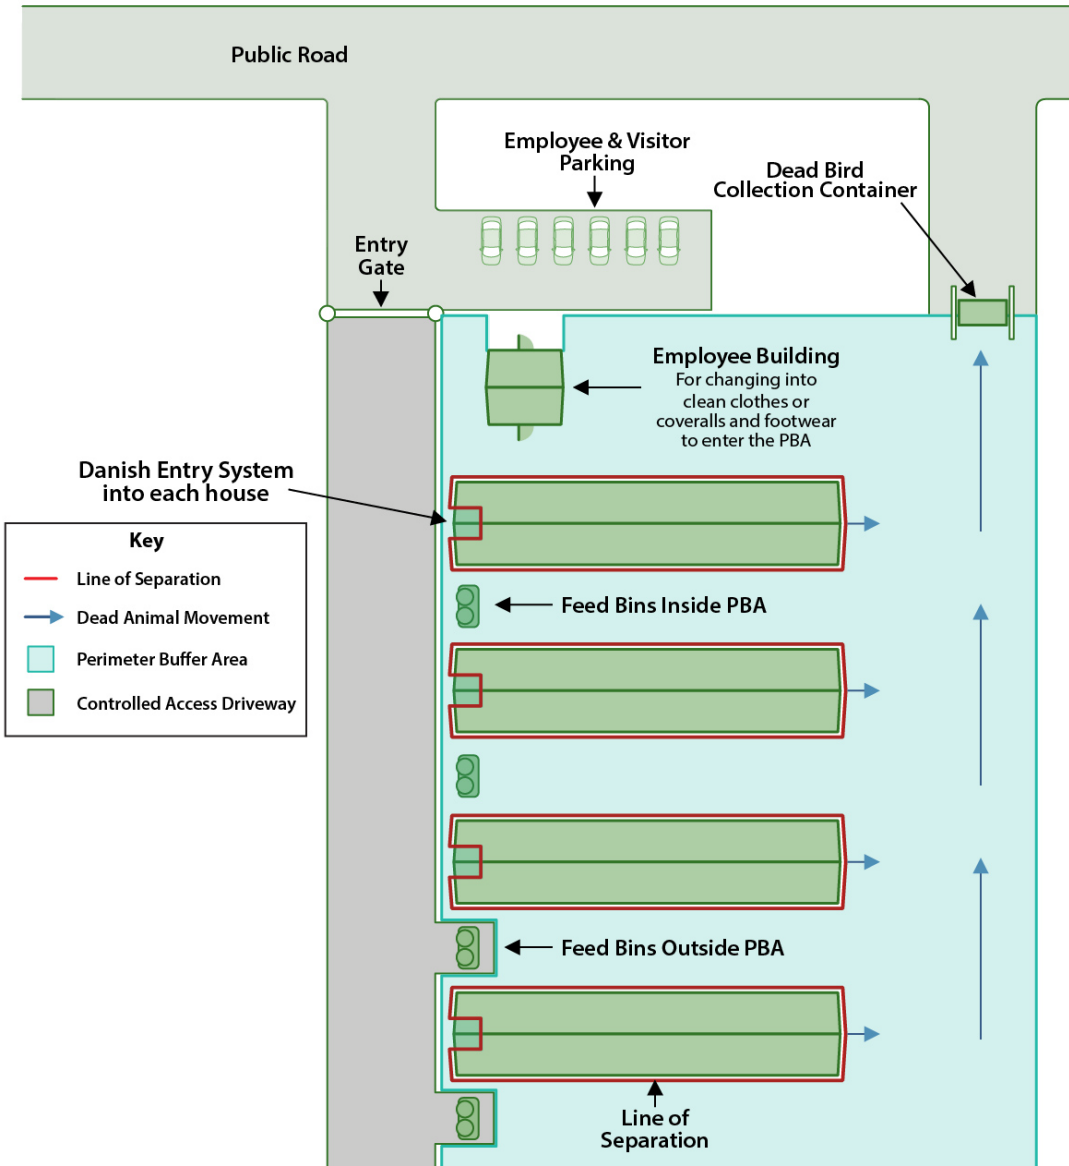 Public Road
Employee & Visitor
Parking
Dead Bird
Collection Container
Entry
Gate
Employee Building
For changing into
clean clothes or
coveralls and footwear
to enter the PBA
Danish Entry System
into each house
Key
Line of Separation
Dead Animal Movement
Perimeter Buffer Area
Controlled Access Driveway
Feed Bins Inside PBA
Feed Bins Outside PBA
Line of
Separation